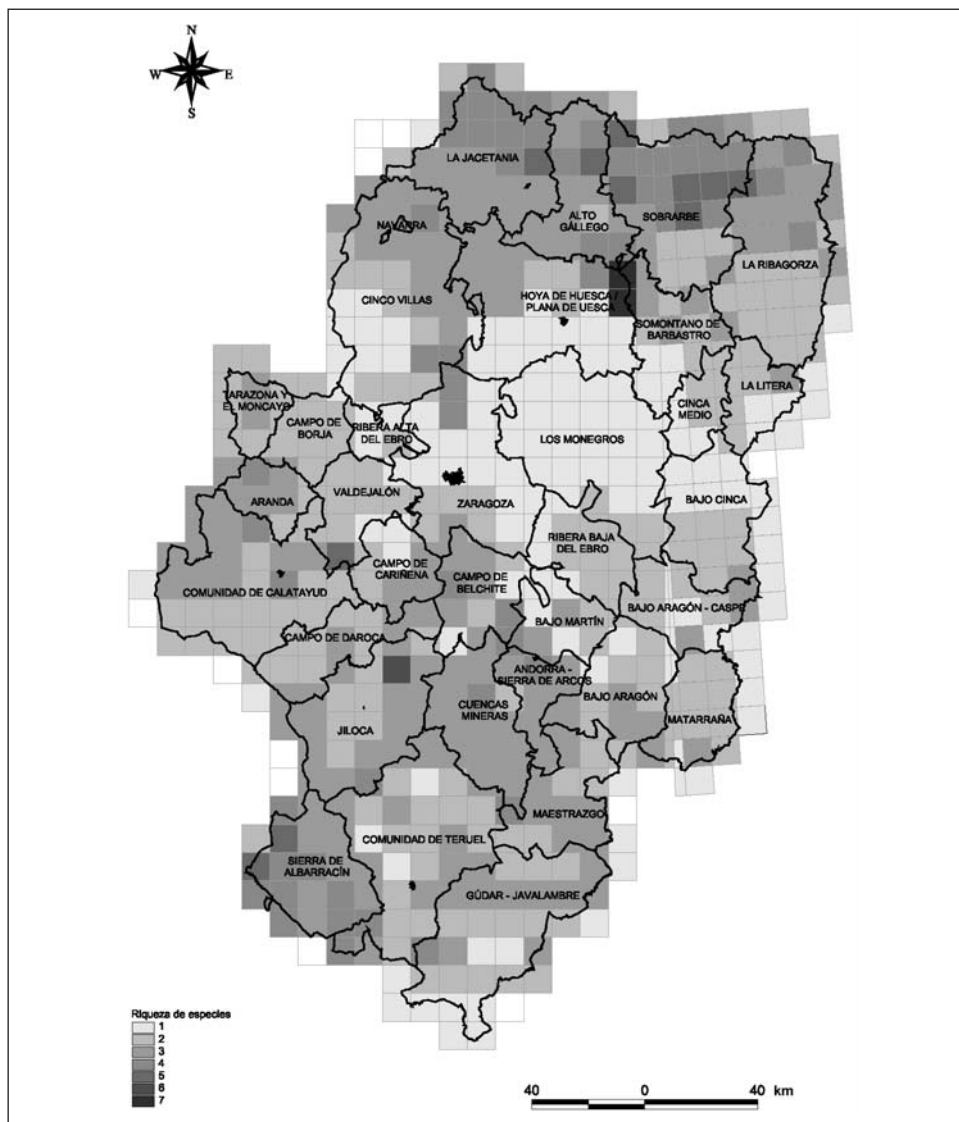 N
W E
S
LA JACETANIA
NAVARRA
ALTO
GÁLLEGO
SOBRARBE
LA RIBAGORZA
CINCO VILLAS
HOYA DE HUESCA /
PLANA DE UESCA
SOMONTANO DE
BARBASTRO
TARAZONA Y
EL MONCAYO
CAMPO DE
BORJA
RIBERA ALTA
DEL EBRO
LOS MONEGROS
CINCA
MEDIO
LA LITERA
ARANDA
VALDEJALÓN
ZARAGOZA
BAJO CINCA
RIBERA BAJA
DEL EBRO
COMUNIDAD DE CALATAYUD
CAMPO DE
CARIÑENA
CAMPO DE
BELCHITE
BAJO MARTÍN
BAJO ARAGÓN - CASPE
CAMPO DE DAROCA
ANDORRA -
SIERRA DE ARCOS
BAJO ARAGÓN
CUENCAS
MINERAS
MATARRAÑA
JILOCA
MAESTRAZGO
COMUNIDAD DE TERUEL
SIERRA DE
ALBARRACÍN
GÚDAR - JAVALAMBRE
Riqueza de especies
1
2
3
4
5
6
7
40 0 40 km